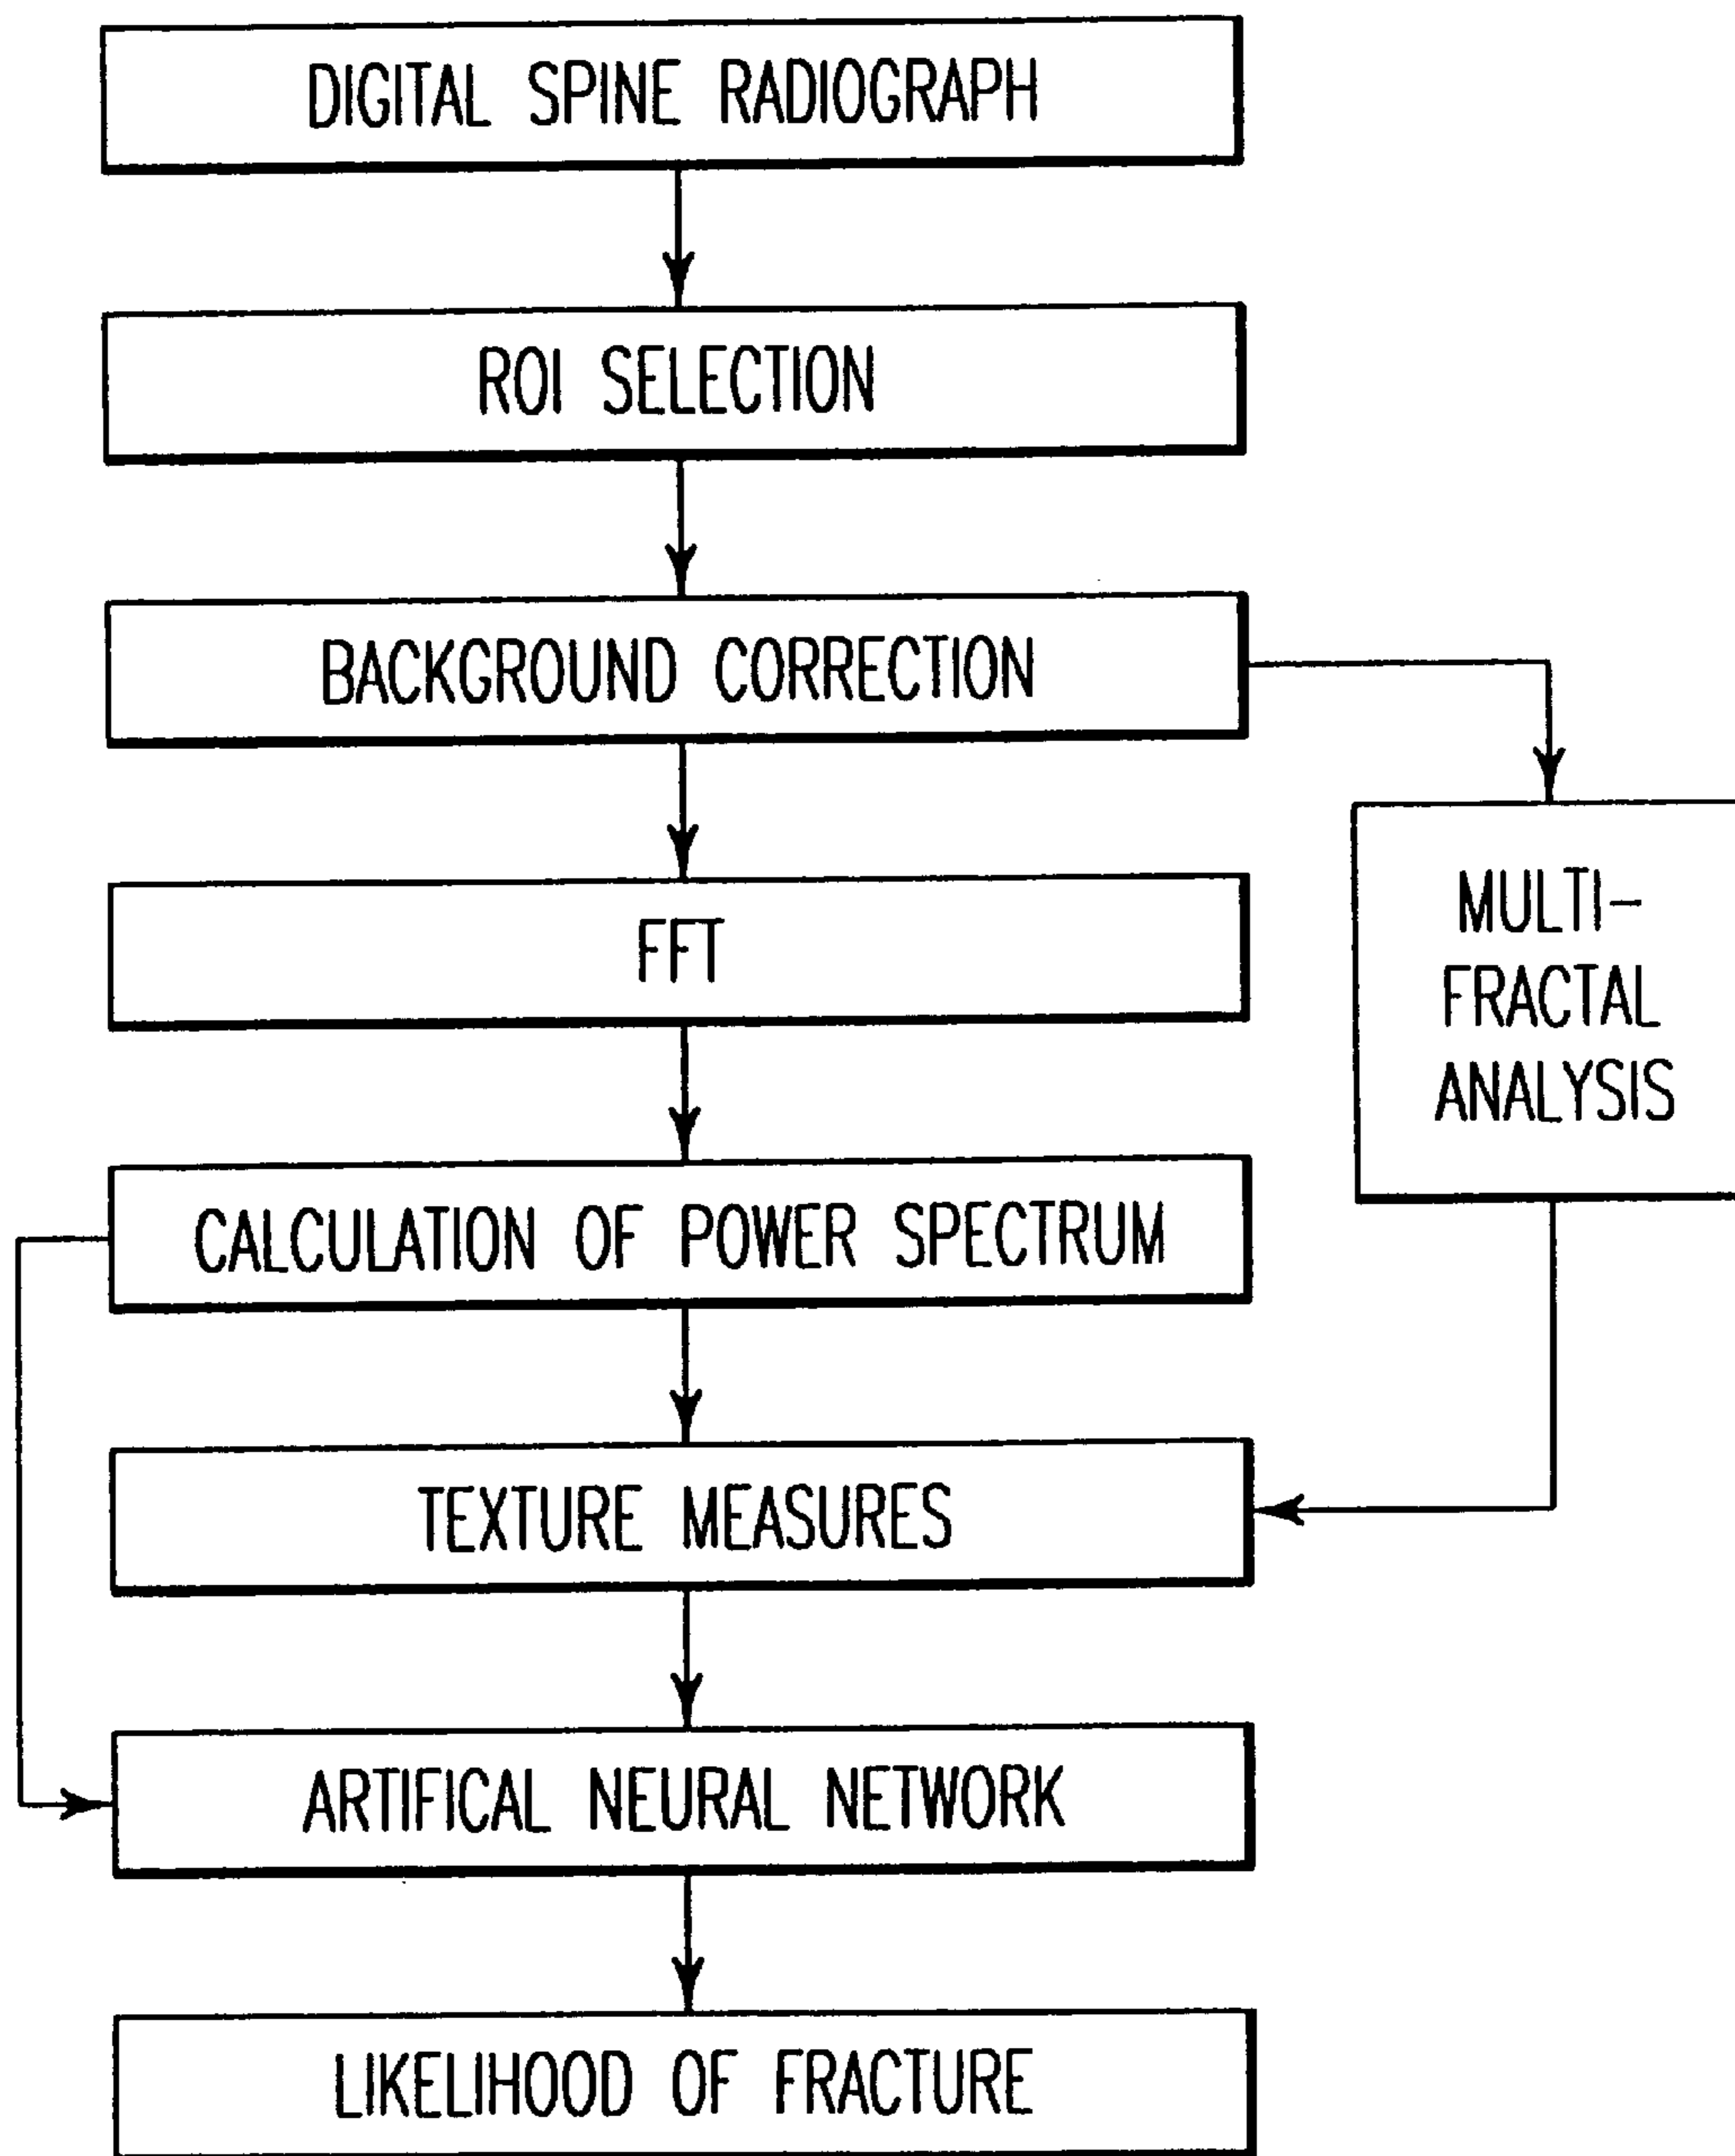 DIGITAL SPINE RADIOGRAPH
ROI SELECTION
BACKGROUND CORRECTION
FFT
MULTI-
FRACTAL
ANALYSIS
CALCULATION OF POWER SPECTRUM
TEXTURE MEASURES
ARTIFICAL NEURAL NETWORK
LIKELIHOOD OF FRACTURE